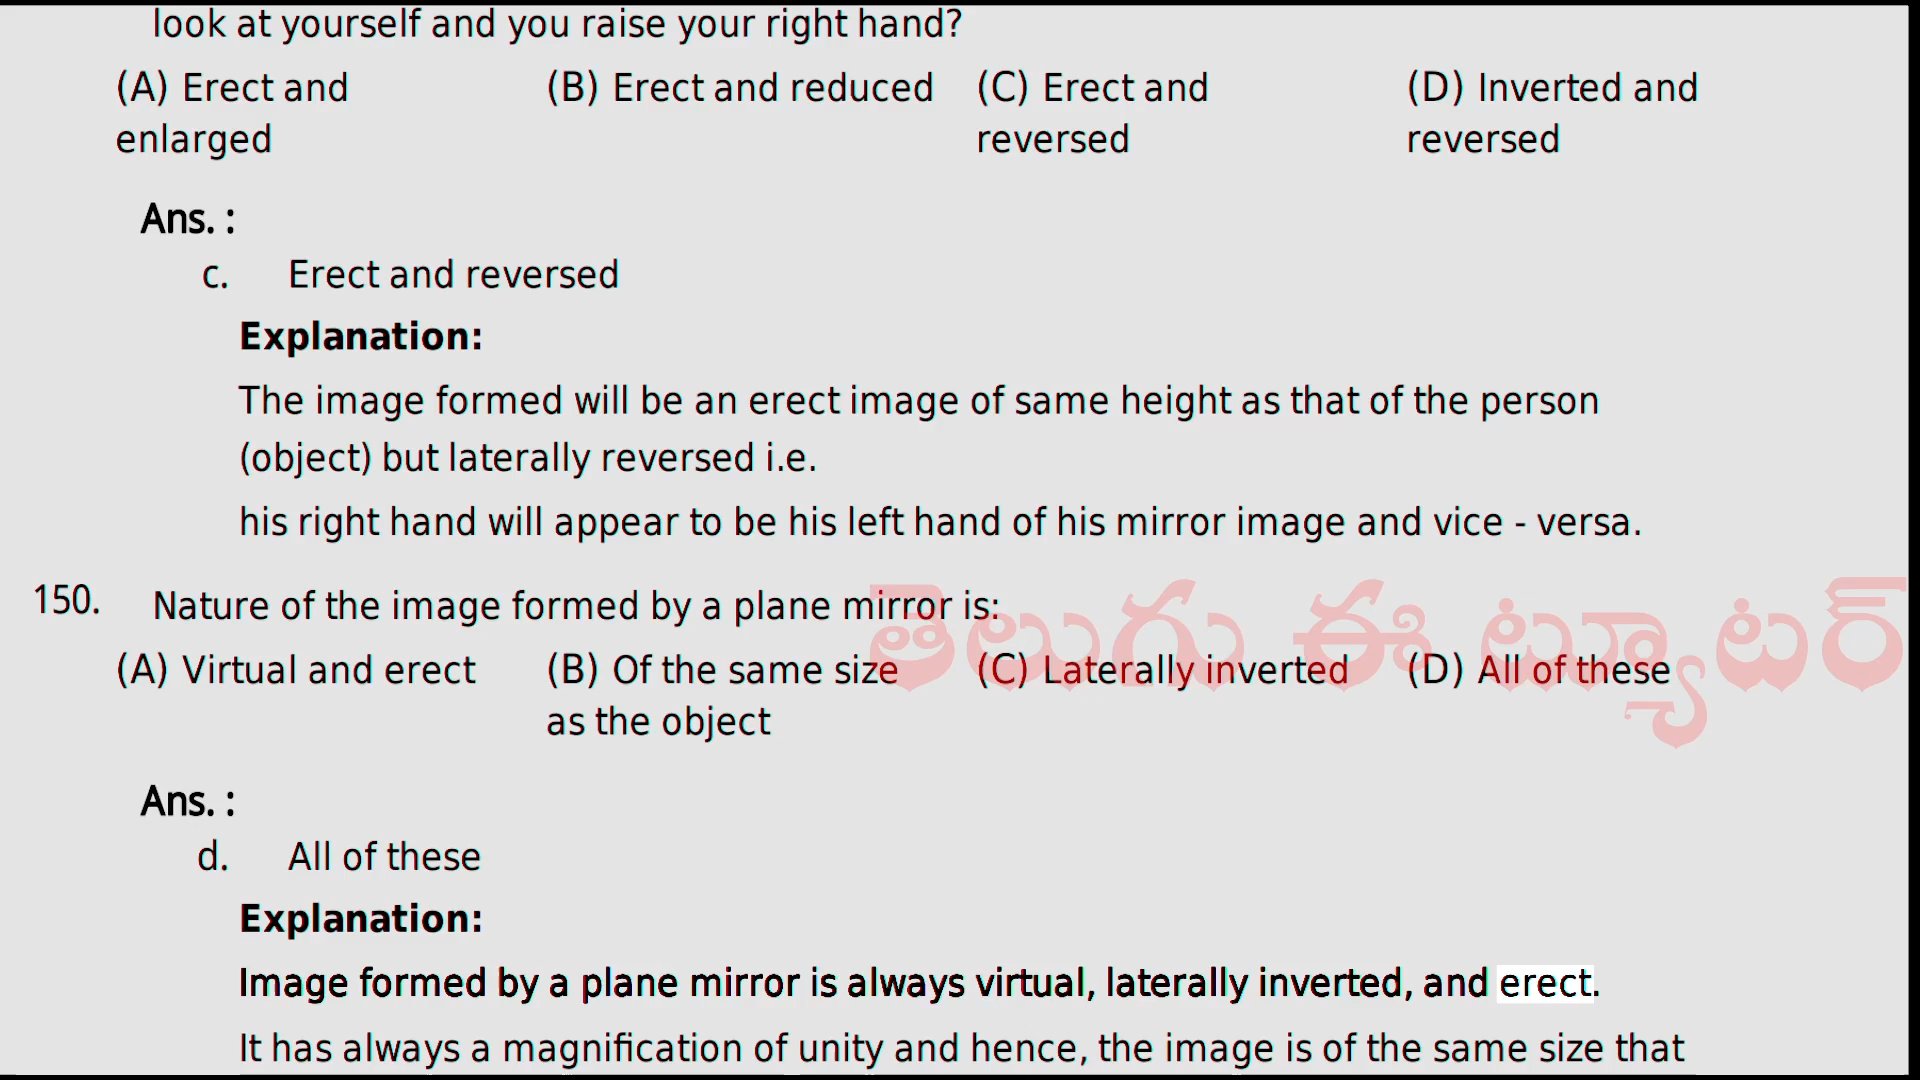 look at yourself and you raise your right hand?
(A) Erect and enlarged
(B) Erect and reduced
(C) Erect and reversed
(D) Inverted and reversed
Ans. :
c. Erect and reversed
Explanation:
The image formed will be an erect image of same height as that of the person
(object) but laterally reversed i.e.
his right hand will appear to be his left hand of his mirror image and vice - versa.
150. Nature of the image formed by a plane mirror is:
తెలుగు ఈ ట్యూటర్
(A) Virtual and erect
(B) Of the same size as the object
(C) Laterally inverted
(D) All of these
Ans. :
d. All of these
Explanation:
Image formed by a plane mirror is always virtual, laterally inverted, and erect.
It has always a magnification of unity and hence, the image is of the same size that